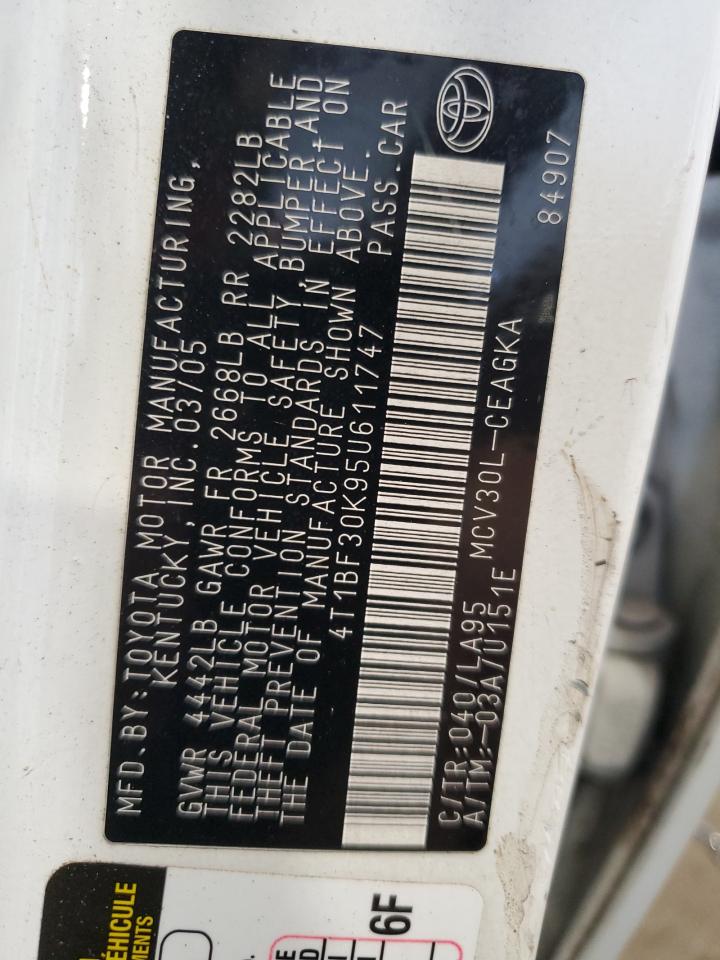 MFD.BY:TOYOTA MOTOR MANUFACTURING,
KENTUCKY,INC.03/05
GVWR 4442LB GAWR FR 2668LB RR 2282LB
THIS VEHICLE CONFORMS TO ALL APPLICABLE
FEDERAL MOTOR VEHICLE SAFETY, BUMPER, AND
THEFT PREVENTION STANDARDS IN EFFECT ON
THE DATE OF MANUFACTURE SHOWN ABOVE.
4T1BF30K95U611747 PASS.CAR
C/TR:040/LA95 MCV30L-CEAGKA
A/TM:-03A/U151E
84907
ÉHICULE
MENTS
6F